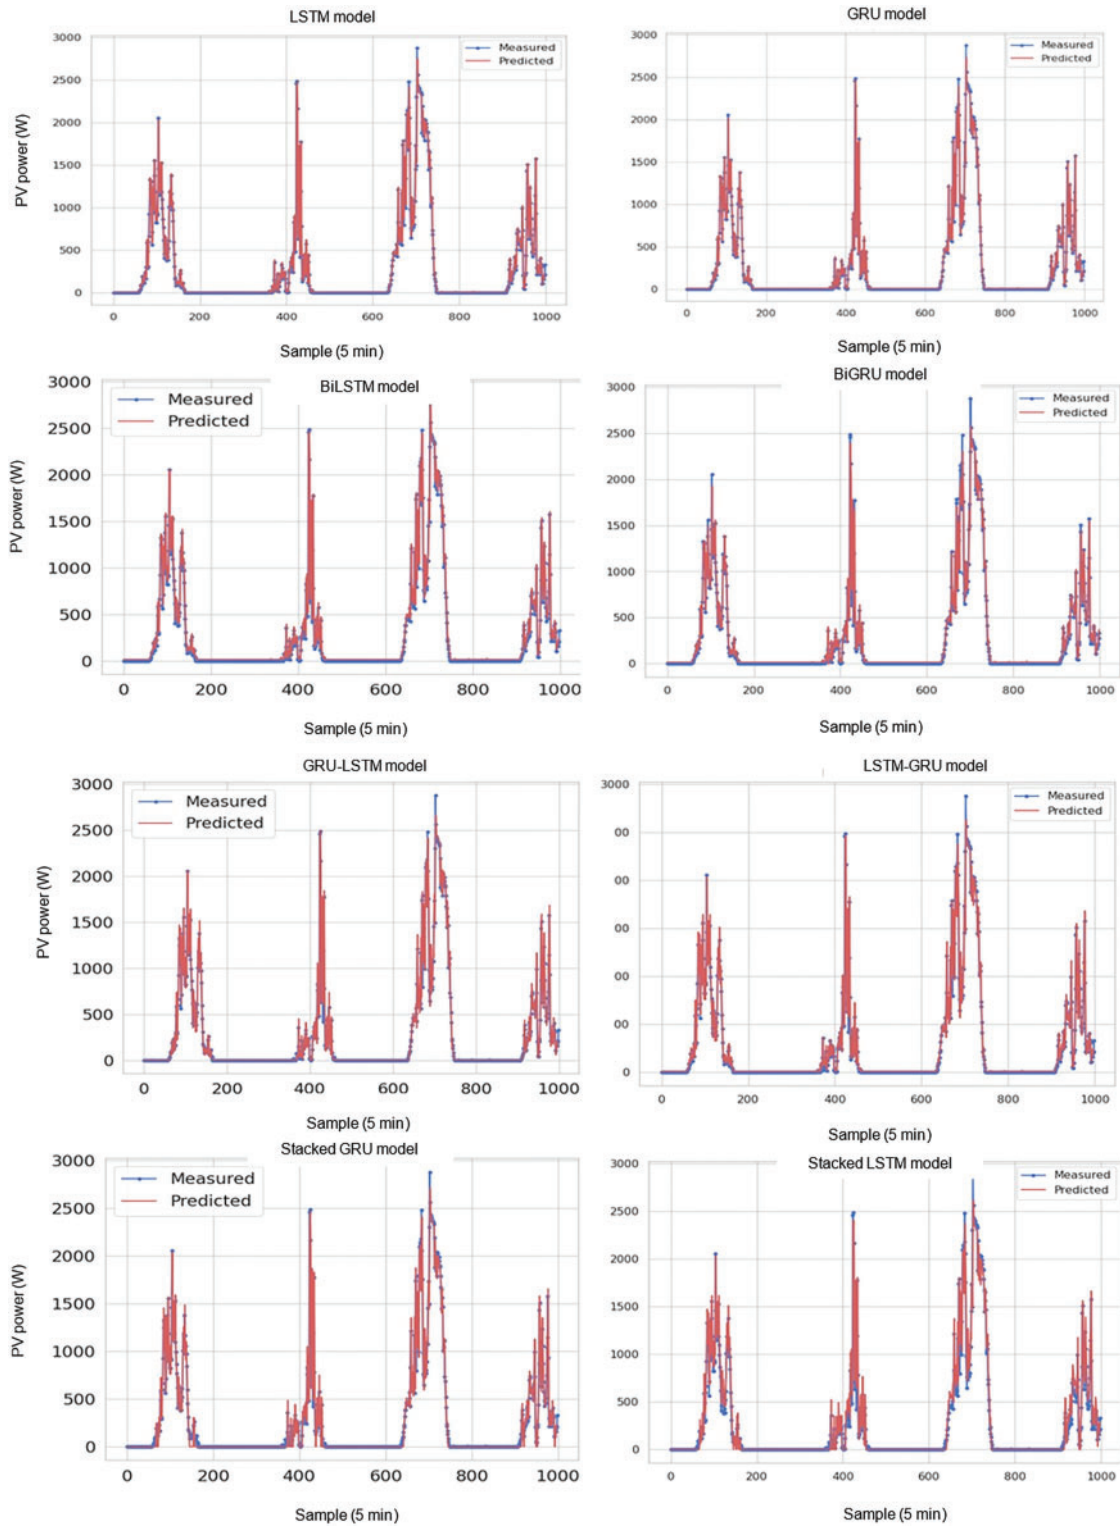 LSTM model
3000
2500
2000
1500
1000
500
0
PV power (W)
Measured
Predicted
0 200 400 600 800 1000
Sample (5 min)
GRU model
3000
2500
2000
1500
1000
500
0
Measured
Predicted
0 200 400 600 800 1000
Sample (5 min)
BiLSTM model
3000
2500
2000
1500
1000
500
0
PV power (W)
Measured
Predicted
0 200 400 600 800 1000
Sample (5 min)
BiGRU model
3000
2500
2000
1500
1000
500
0
Measured
Predicted
0 200 400 600 800 1000
Sample (5 min)
GRU-LSTM model
3000
2500
2000
1500
1000
500
0
PV power (W)
Measured
Predicted
0 200 400 600 800 1000
Sample (5 min)
LSTM-GRU model
3000
00
00
00
00
00
0
Measured
Predicted
0 200 400 600 800 1000
Sample (5 min)
Stacked GRU model
3000
2500
2000
1500
1000
500
0
PV power (W)
Measured
Predicted
0 200 400 600 800 1000
Sample (5 min)
Stacked LSTM model
3000
2500
2000
1500
1000
500
0
Measured
Predicted
0 200 400 600 800 1000
Sample (5 min)